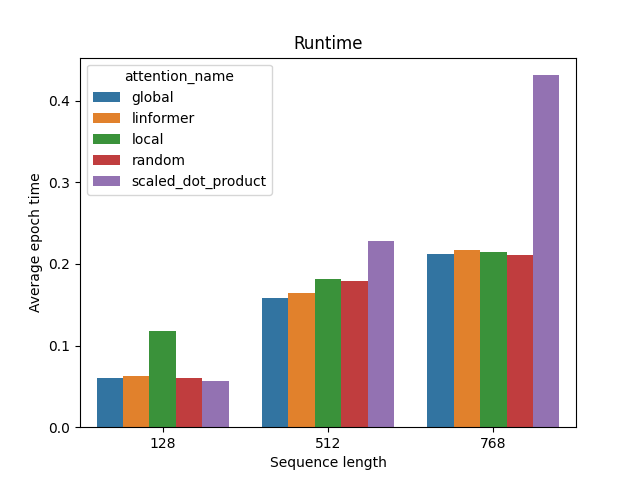 Runtime
attention_name
global
linformer
local
random
scaled_dot_product
Average epoch time
0.4
0.3
0.2
0.1
0.0
128 512 768
Sequence length